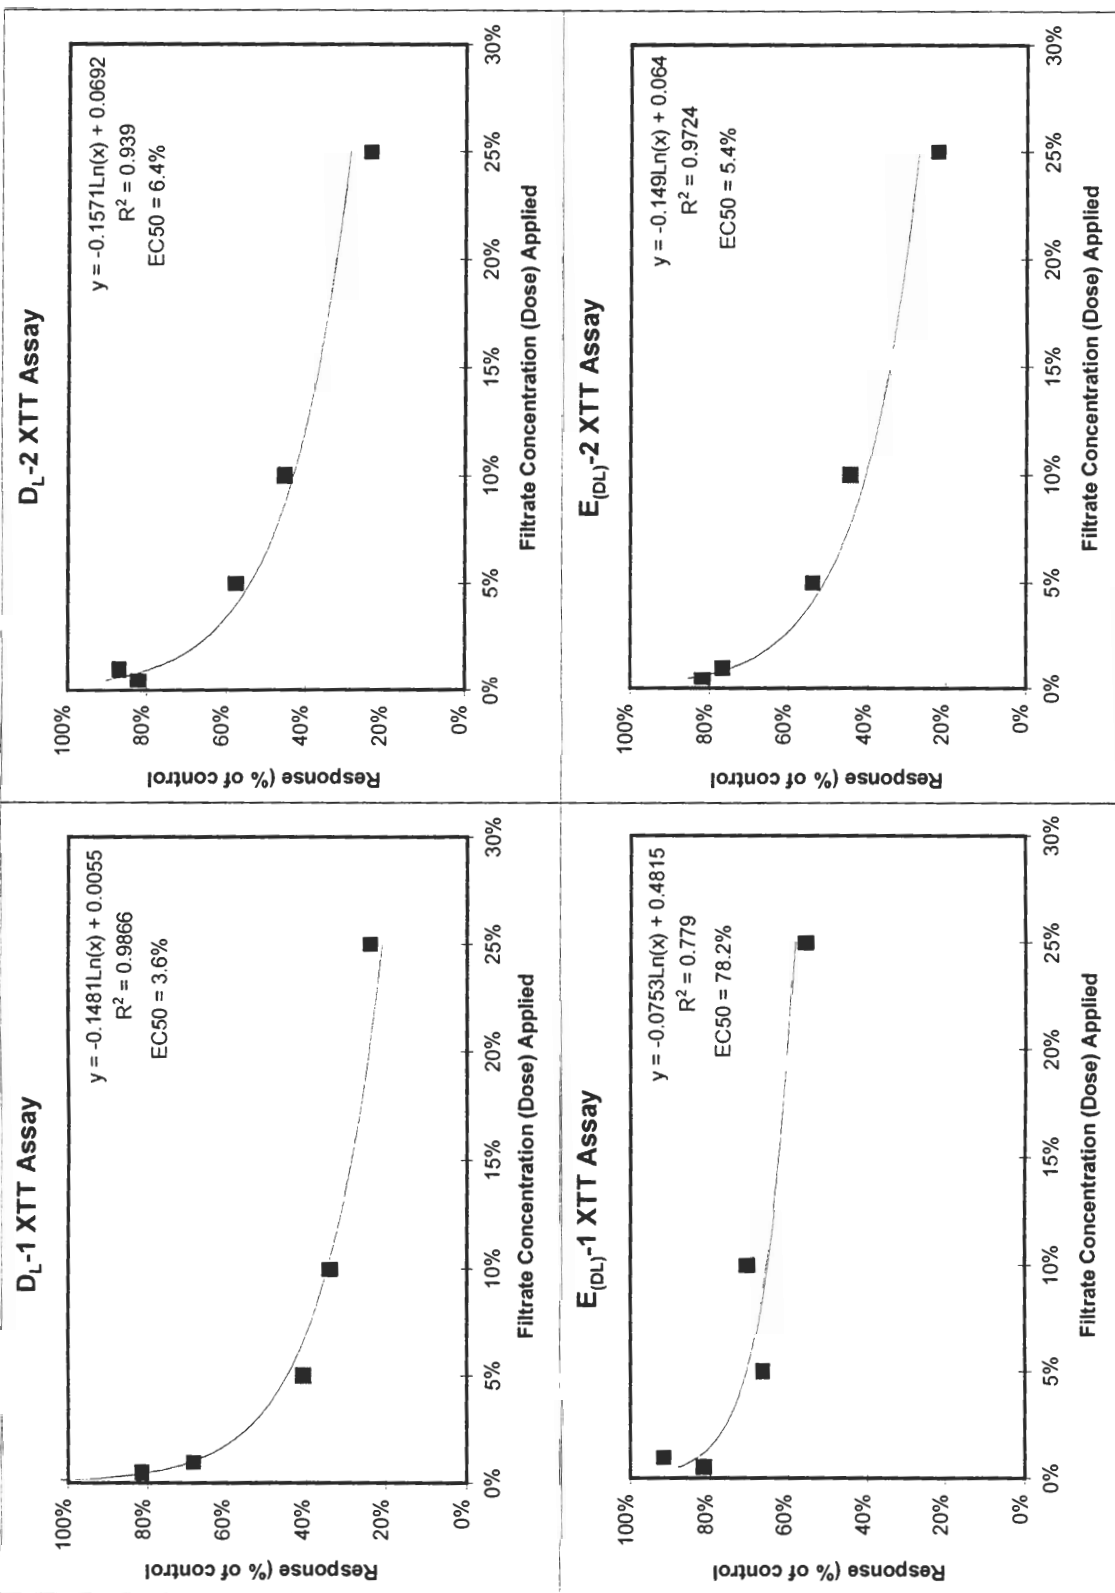 D_L-1 XTT Assay
y = -0.1481Ln(x) + 0.0055
R² = 0.9866
EC50 = 3.6%
Response (% of control
100%
80%
60%
40%
20%
0%
0%
5%
10%
15%
20%
25%
30%
Filtrate Concentration (Dose) Applied
D_L-2 XTT Assay
y = -0.1571Ln(x) + 0.0692
R² = 0.939
EC50 = 6.4%
Response (% of control
100%
80%
60%
40%
20%
0%
0%
5%
10%
15%
20%
25%
30%
Filtrate Concentration (Dose) Applied
E_(DL)-1 XTT Assay
y = -0.0753Ln(x) + 0.4815
R² = 0.779
EC50 = 78.2%
Response (% of control
100%
80%
60%
40%
20%
0%
0%
5%
10%
15%
20%
25%
30%
Filtrate Concentration (Dose) Applied
E_(DL)-2 XTT Assay
y = -0.149Ln(x) + 0.064
R² = 0.9724
EC50 = 5.4%
Response (% of control
100%
80%
60%
40%
20%
0%
0%
5%
10%
15%
20%
25%
30%
Filtrate Concentration (Dose) Applied